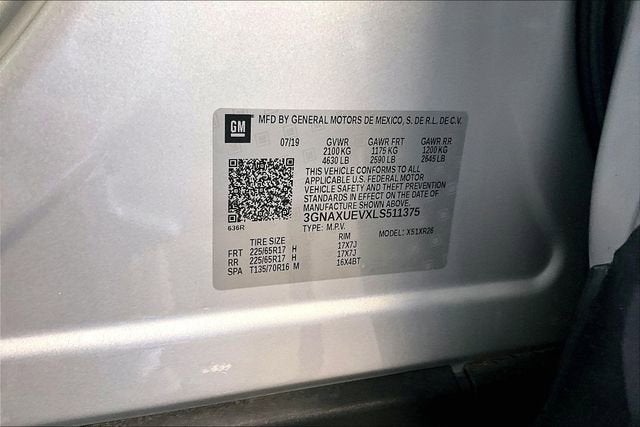 GM MFD BY GENERAL MOTORS DE MEXICO, S. DE R.L. DE C.V.
07/19 GVWR GAWR FRT GAWR RR
2100 KG 1175 KG 1200 KG
4630 LB 2590 LB 2645 LB
THIS VEHICLE CONFORMS TO ALL
APPLICABLE U.S. FEDERAL MOTOR
VEHICLE SAFETY AND THEFT PREVENTION
STANDARDS IN EFFECT ON THE DATE OF
MANUFACTURE SHOWN ABOVE.
3GNAXUEVXLS511375
636R TYPE: M.P.V. MODEL: X51XR26
TIRE SIZE RIM
FRT 225/65R17 H 17X7J
RR 225/65R17 H 17X7J
SPA T135/70R16 M 16X4BT